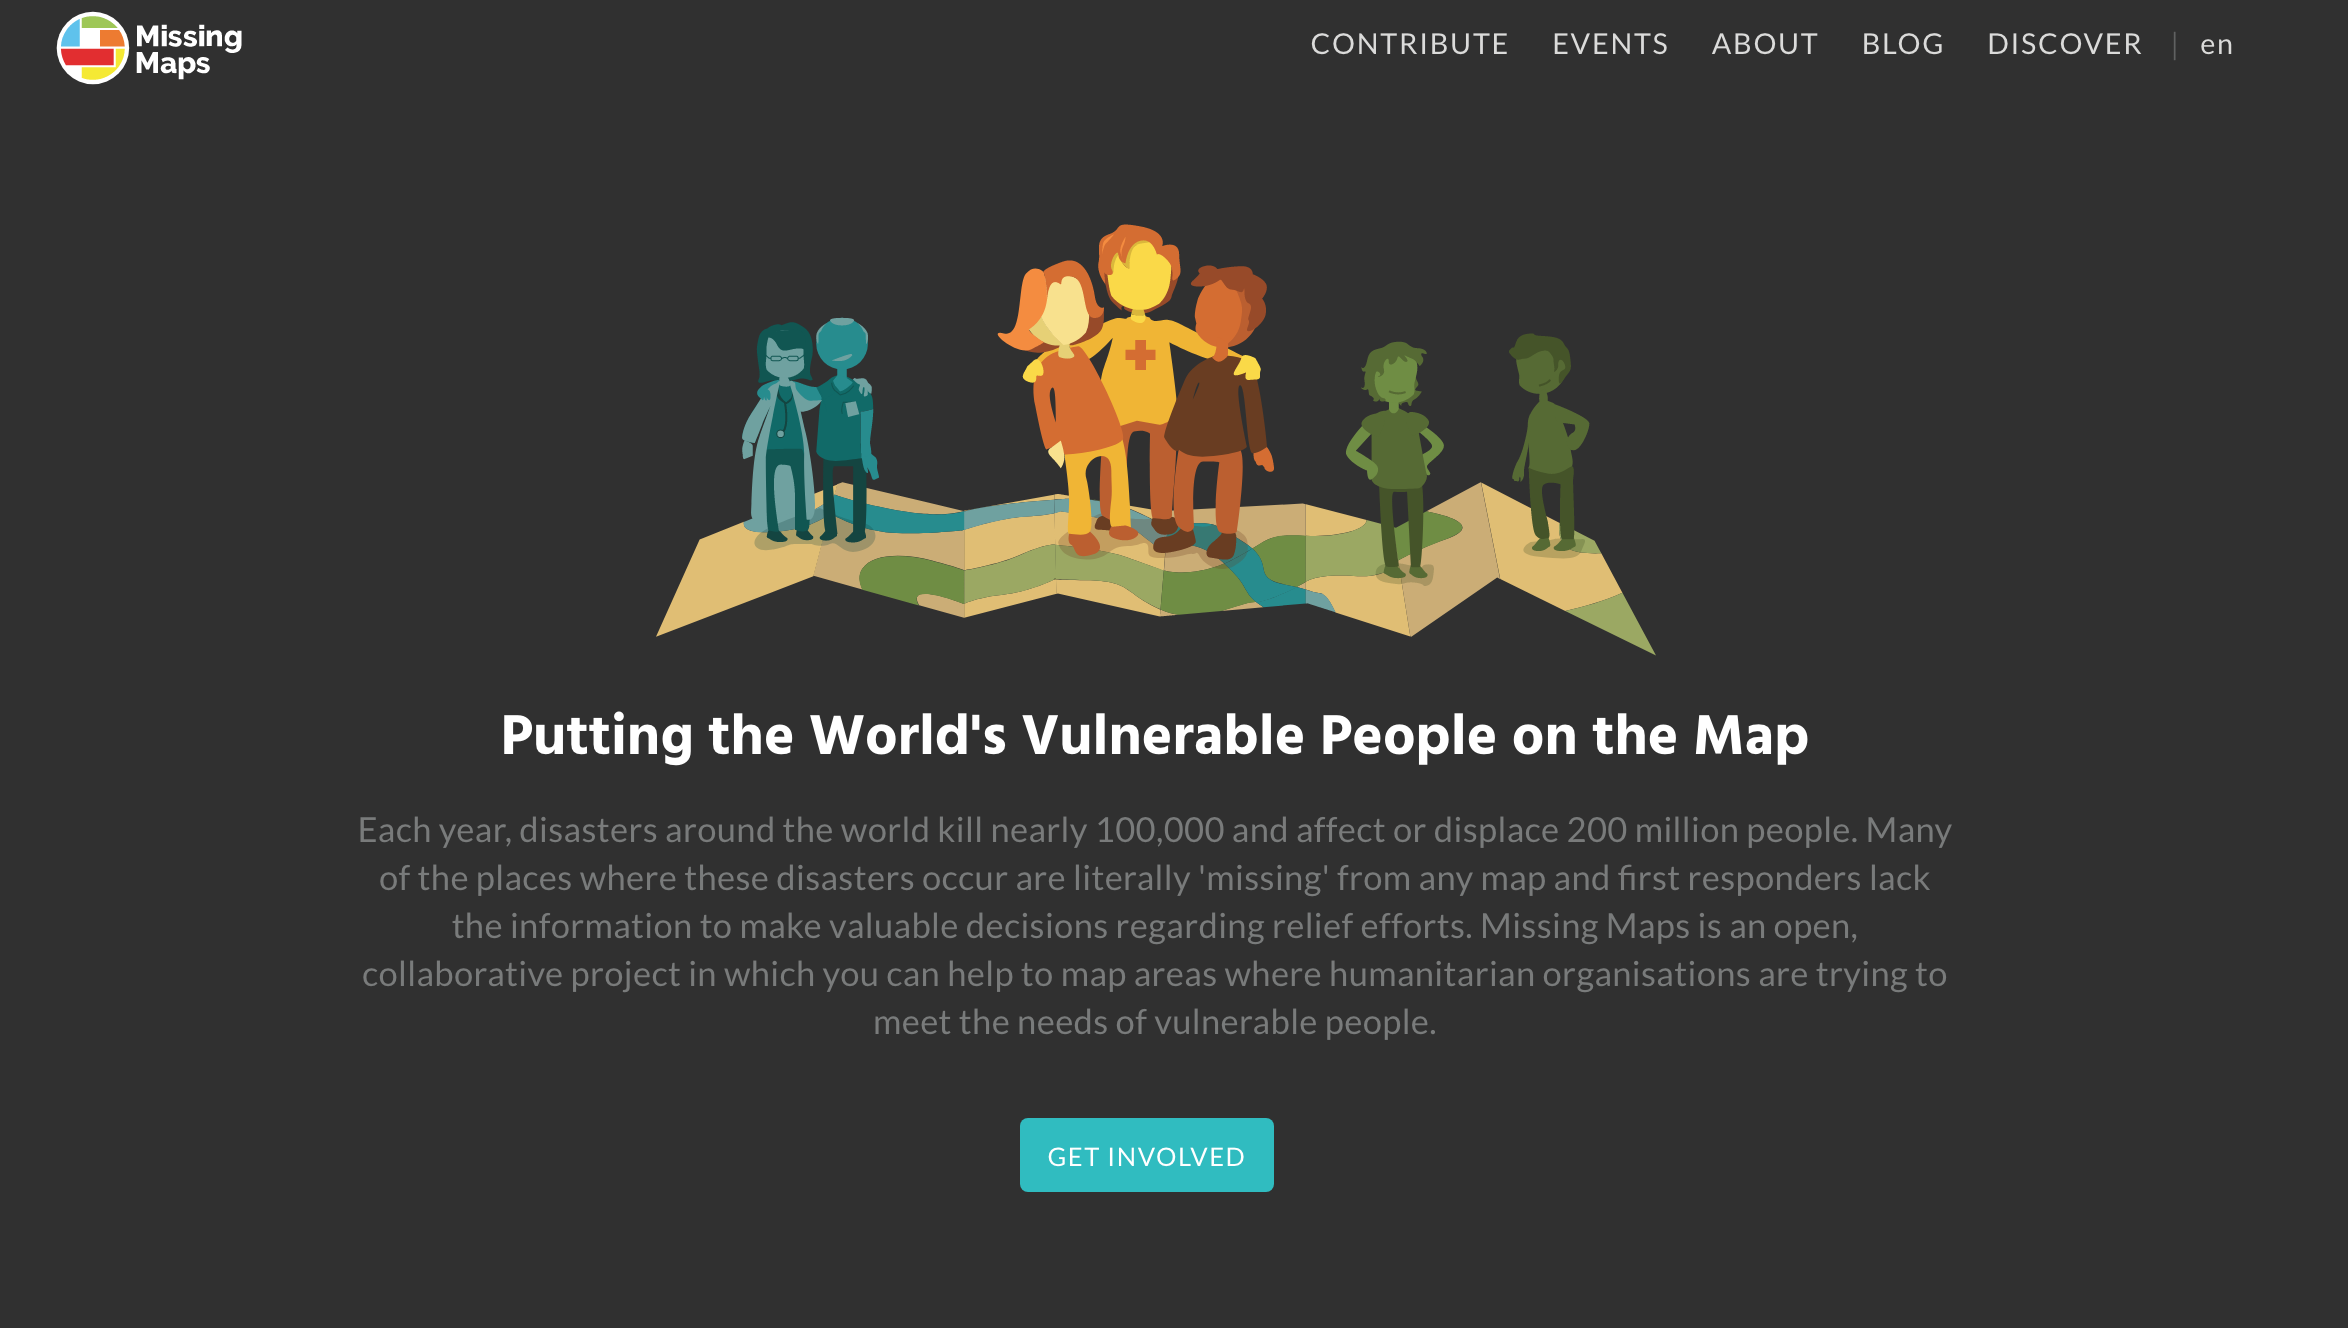 Missing
Maps
CONTRIBUTE EVENTS ABOUT BLOG DISCOVER | en
Putting the World's Vulnerable People on the Map
Each year, disasters around the world kill nearly 100,000 and affect or displace 200 million people. Many
of the places where these disasters occur are literally 'missing' from any map and first responders lack
the information to make valuable decisions regarding relief efforts. Missing Maps is an open,
collaborative project in which you can help to map areas where humanitarian organisations are trying to
meet the needs of vulnerable people.
GET INVOLVED